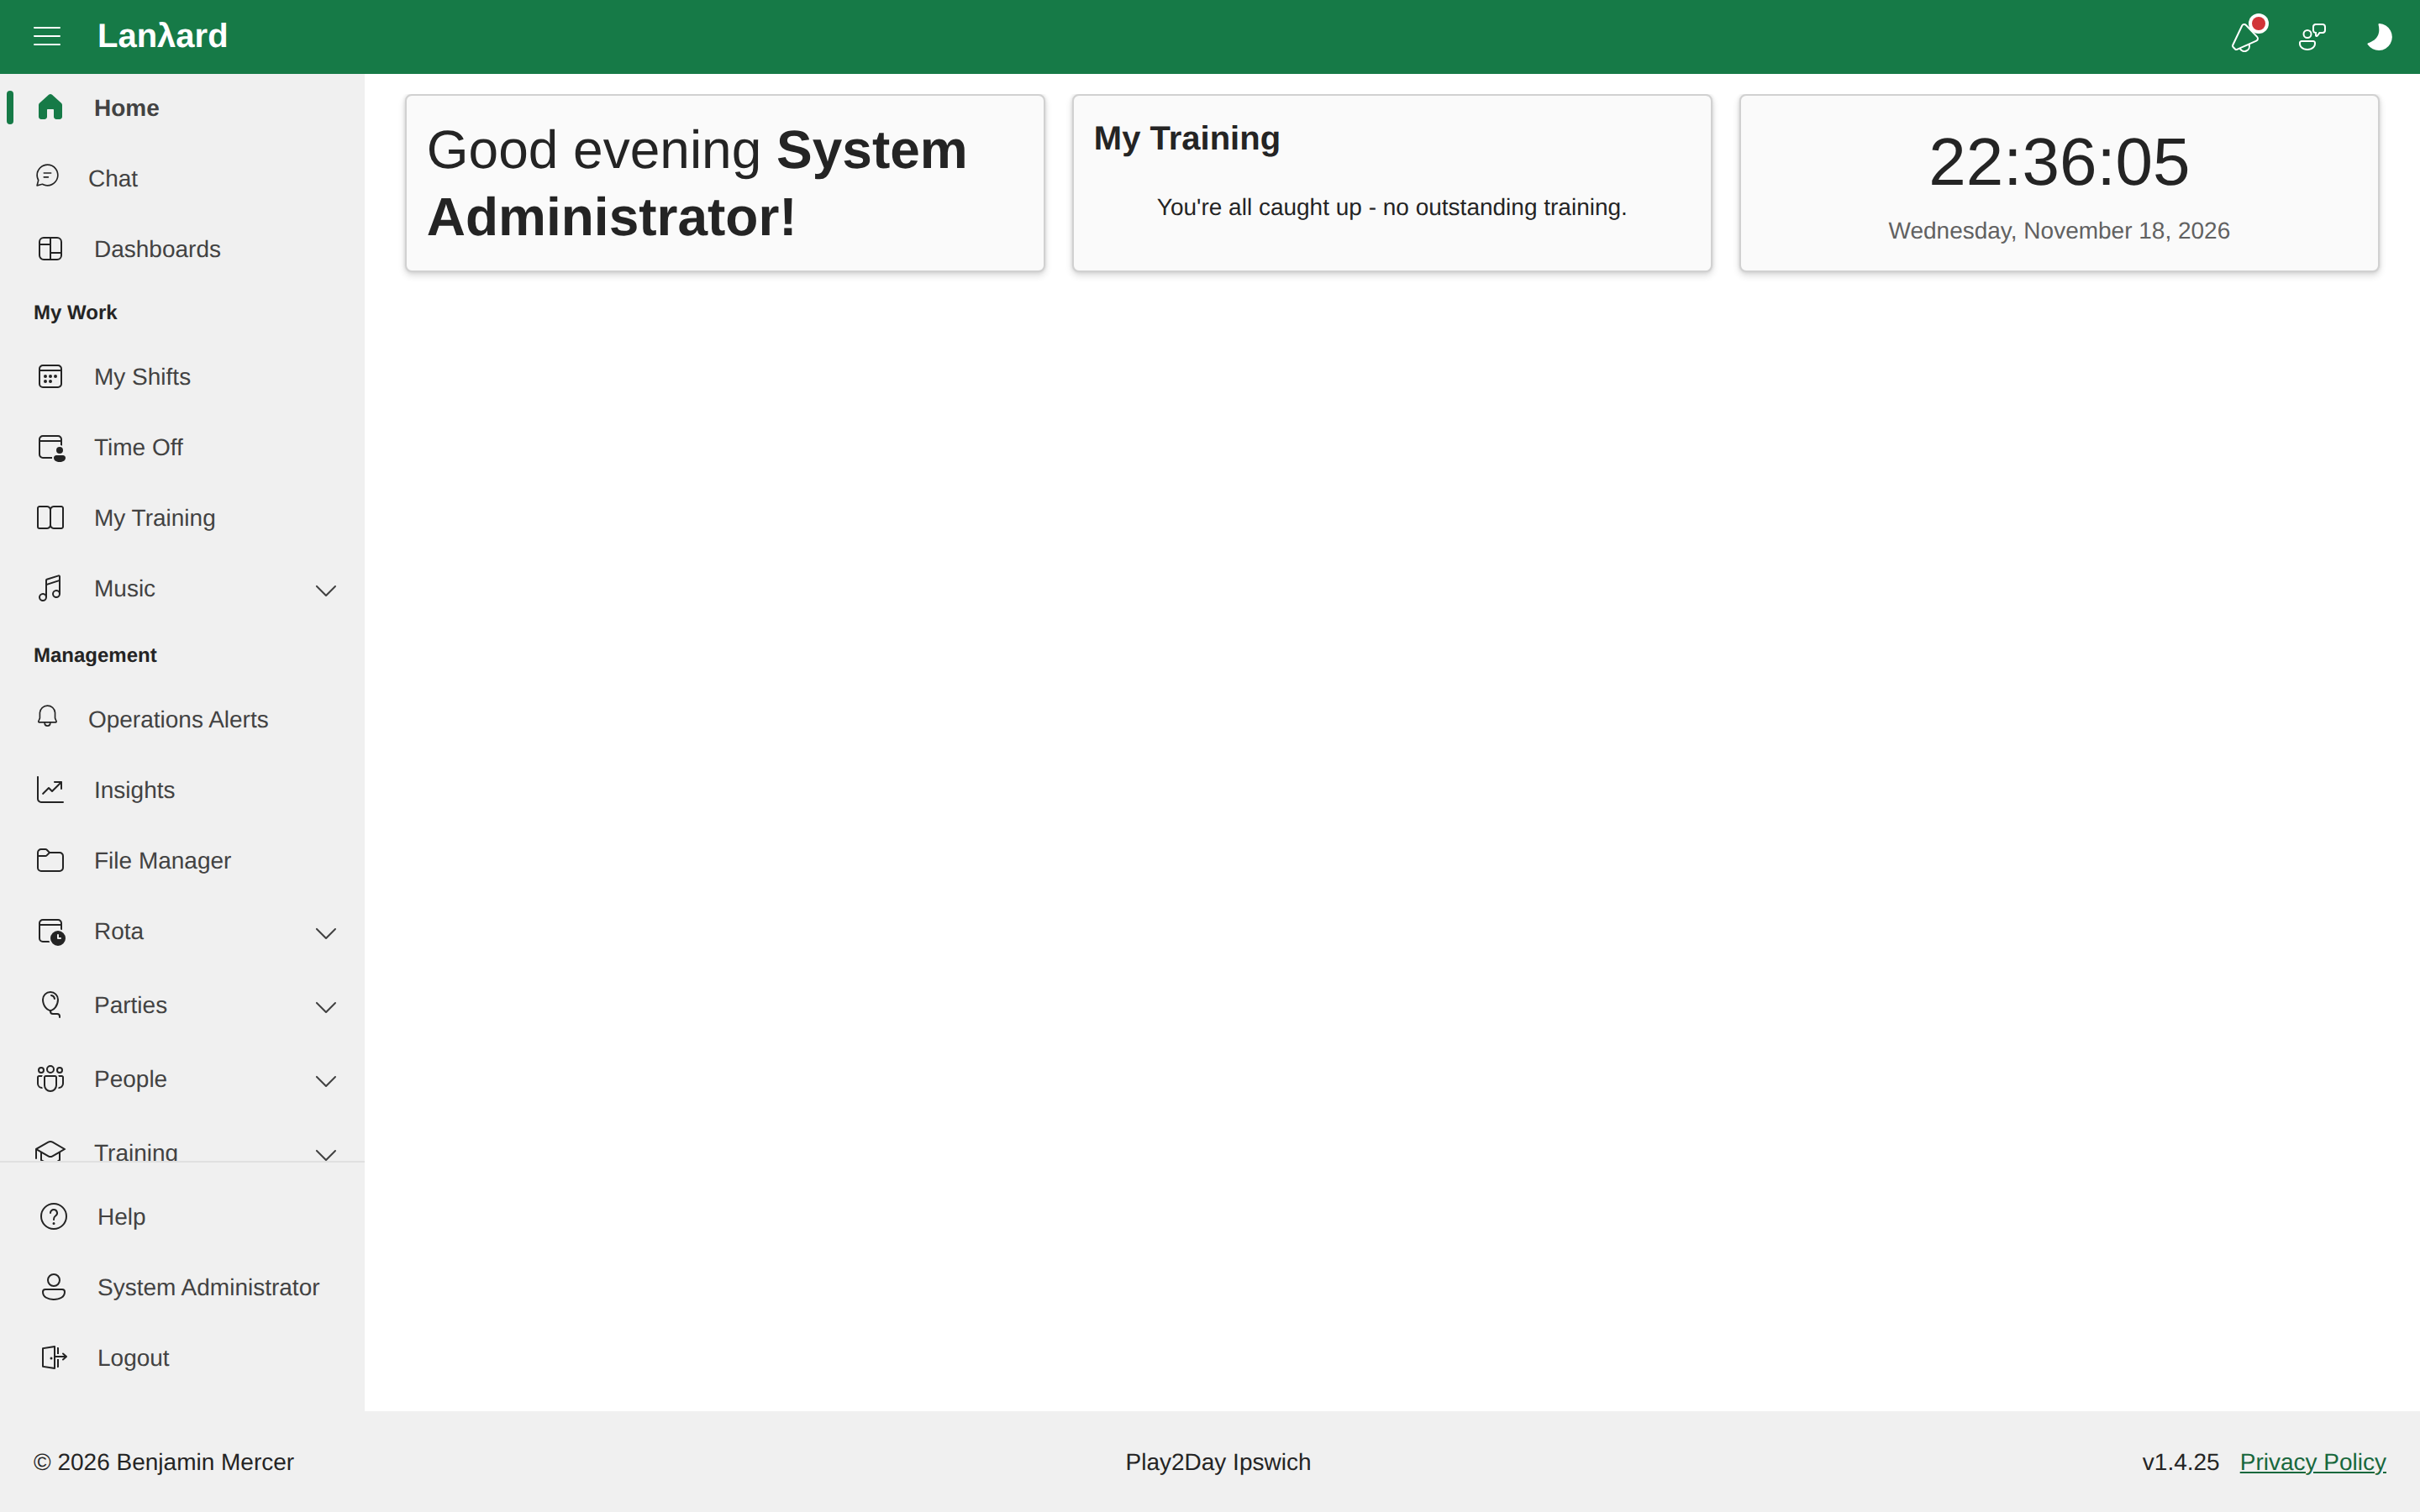 Lanλard
Home
Chat
Dashboards
My Work
My Shifts
Time Off
My Training
Music
Management
Operations Alerts
Insights
File Manager
Rota
Parties
People
Training
Help
System Administrator
Logout
Good evening System
Administrator!
My Training
You're all caught up - no outstanding training.
22:36:05
Wednesday, November 18, 2026
© 2026 Benjamin Mercer
Play2Day Ipswich
v1.4.25 Privacy Policy